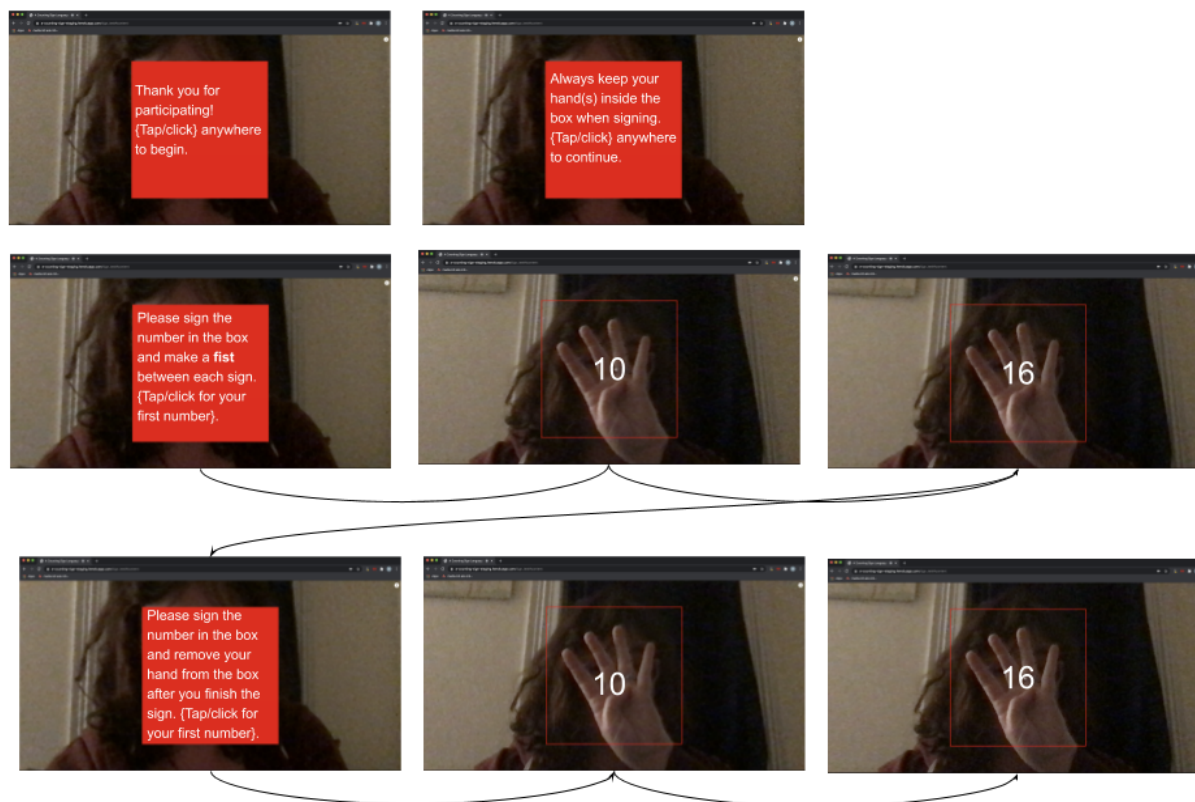 Thank you for
participating!
{Tap/click} anywhere
to begin.
Always keep your
hand(s) inside the
box when signing.
{Tap/click} anywhere
to continue.
Please sign the
number in the box
and make a fist
between each sign.
{Tap/click for your
first number}.
10
16
Please sign the
number in the box
and remove your
hand from the box
after you finish the
sign. {Tap/click for
your first number}.
10
16